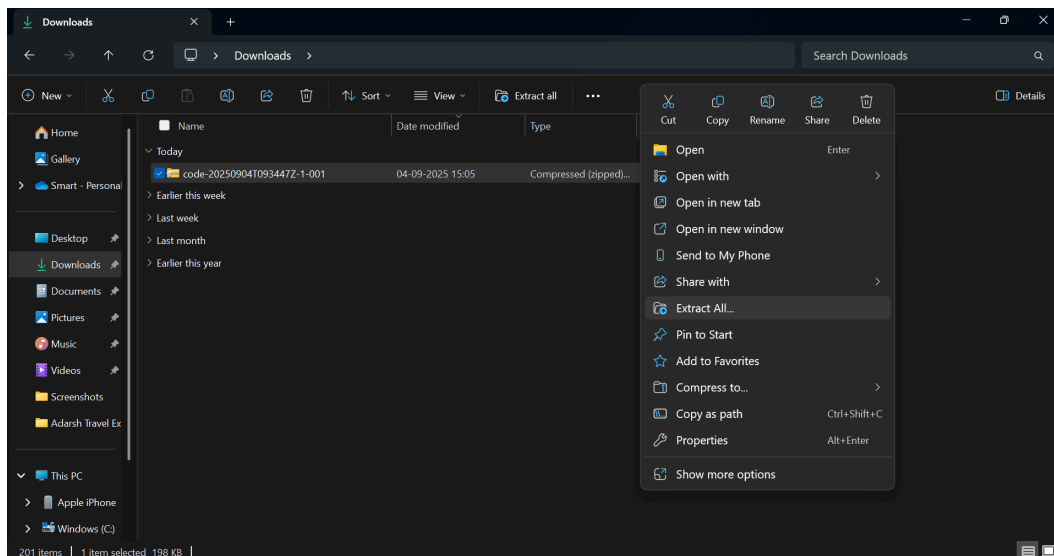 Downloads
Downloads
Search Downloads
New
Sort
View
Extract all
Details
Home
Gallery
Smart - Personal
Desktop
Downloads
Documents
Pictures
Music
Videos
Screenshots
Adarsh Travel Ex
This PC
Apple iPhone
Windows (C:)
Name Date modified Type
Today
code-20250904T093447Z-1-001 04-09-2025 15:05 Compressed (zipped)...
Earlier this week
Last week
Last month
Earlier this year
Cut Copy Rename Share Delete
Open Enter
Open with
Open in new tab
Open in new window
Send to My Phone
Share with
Extract All...
Pin to Start
Add to Favorites
Compress to...
Copy as path Ctrl+Shift+C
Properties Alt+Enter
Show more options
201 items 1 item selected 198 KB